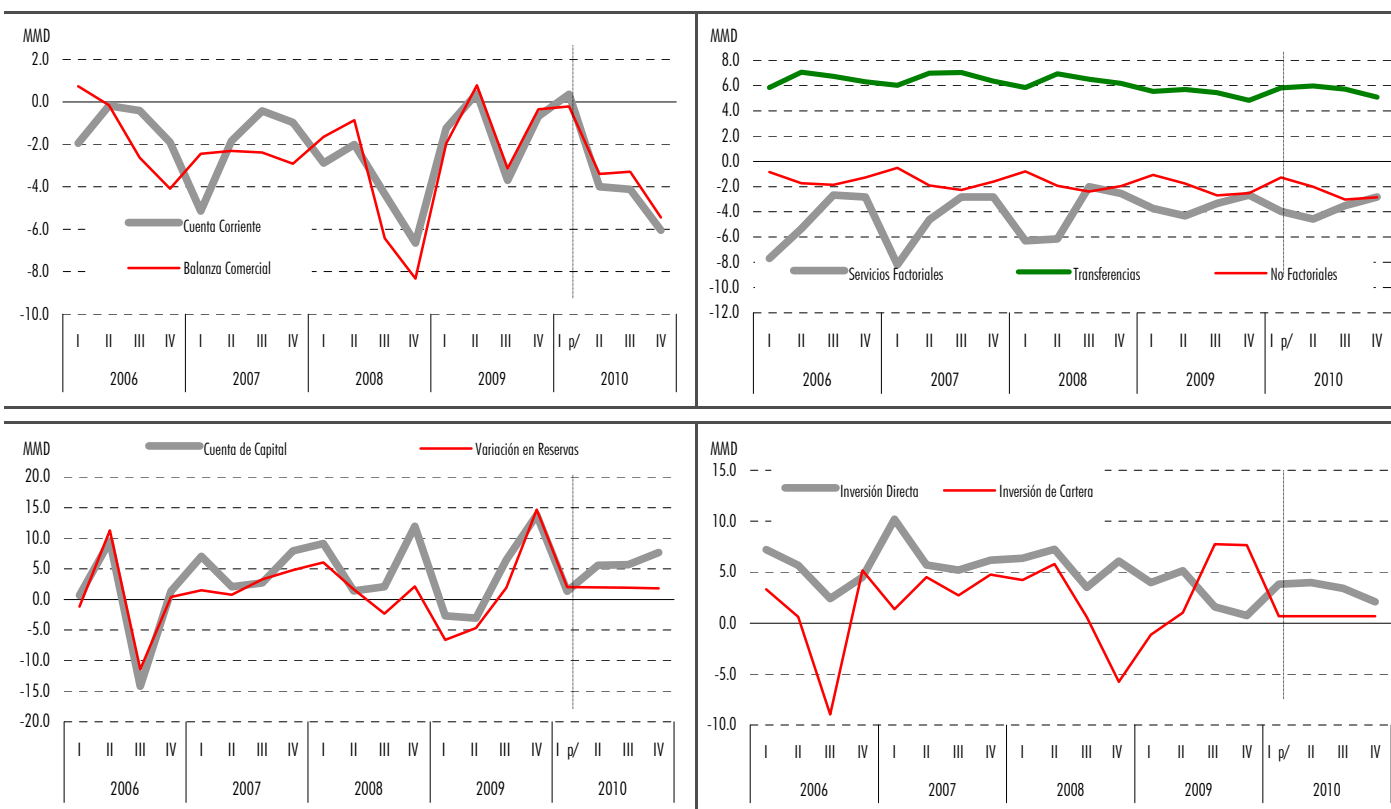 MMD
2.0
0.0
-2.0
-4.0
-6.0
-8.0
-10.0
Cuenta Corriente
Balanza Comercial
I II III IV I II III IV I II III IV I II III IV I p/ II III IV
2006 2007 2008 2009 2010
MMD
8.0
6.0
4.0
2.0
0.0
-2.0
-4.0
-6.0
-8.0
-10.0
-12.0
Servicios Factoriales Transferencias No Factoriales
I II III IV I II III IV I II III IV I II III IV I p/ II III IV
2006 2007 2008 2009 2010
MMD
Cuenta de Capital Variación en Reservas
20.0
15.0
10.0
5.0
0.0
-5.0
-10.0
-15.0
-20.0
I II III IV I II III IV I II III IV I II III IV I p/ II III IV
2006 2007 2008 2009 2010
MMD
15.0
10.0
5.0
0.0
-5.0
-10.0
Inversión Directa Inversión de Cartera
I II III IV I II III IV I II III IV I II III IV I p/ II III IV
2006 2007 2008 2009 2010